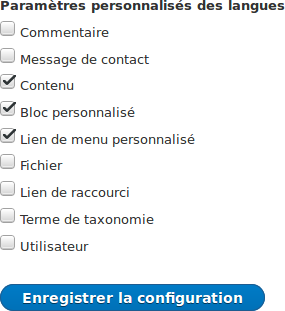 Paramètres personnalisés des langues
Commentaire
Message de contact
Contenu
Bloc personnalisé
Lien de menu personnalisé
Fichier
Lien de raccourci
Terme de taxonomie
Utilisateur
Enregistrer la configuration